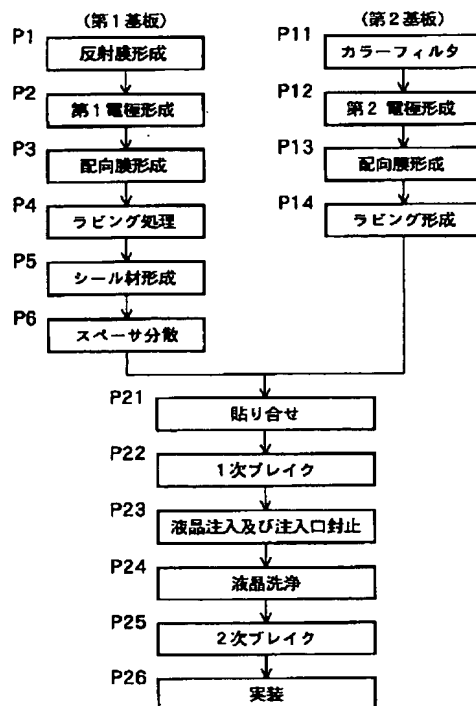 (第1基板)
P1
反射膜形成
P2
第1電極形成
P3
配向膜形成
P4
ラビング処理
P5
シール材形成
P6
スペーサ分散
(第2基板)
P11
カラーフィルタ
P12
第2 電極形成
P13
配向膜形成
P14
ラビング形成
P21
貼り合せ
P22
1次ブレイク
P23
液晶注入及び注入口封止
P24
液晶洗浄
P25
2次ブレイク
P26
実装